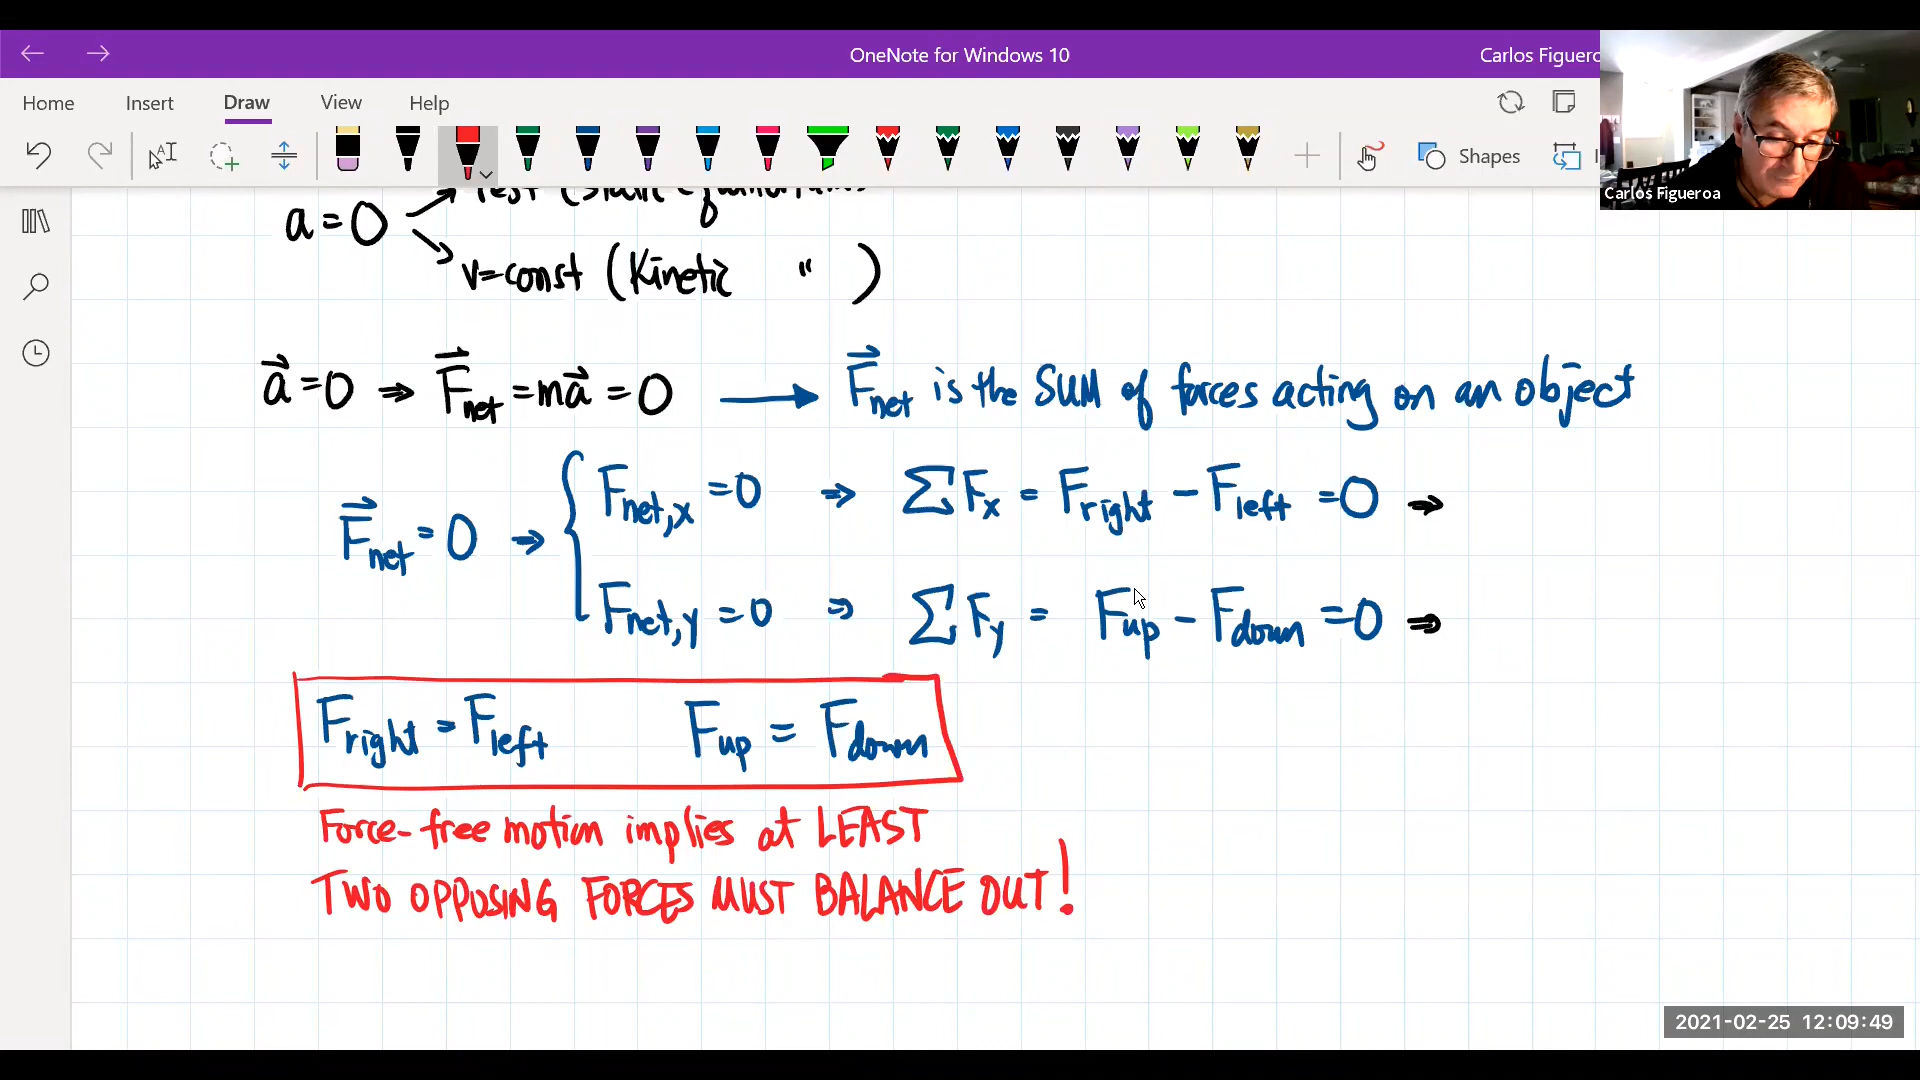 OneNote for Windows 10
Carlos Figuero
Home Insert Draw View Help
Shapes
Carlos Figueroa
rest (static
a = 0
v = const (Kinetic " )
a⃗ = 0 ⇒ F⃗net = ma⃗ = 0 → F⃗net is the SUM of forces acting on an object
Fnet,x = 0 ⇒ ΣFx = Fright − Fleft = 0 ⇒
F⃗net = 0 ⇒
Fnet,y = 0 ⇒ ΣFy = Fup − Fdown = 0 ⇒
Fright = Fleft Fup = Fdown
Force-free motion implies at LEAST
TWO OPPOSING FORCES MUST BALANCE OUT!
2021-02-25 12:09:49